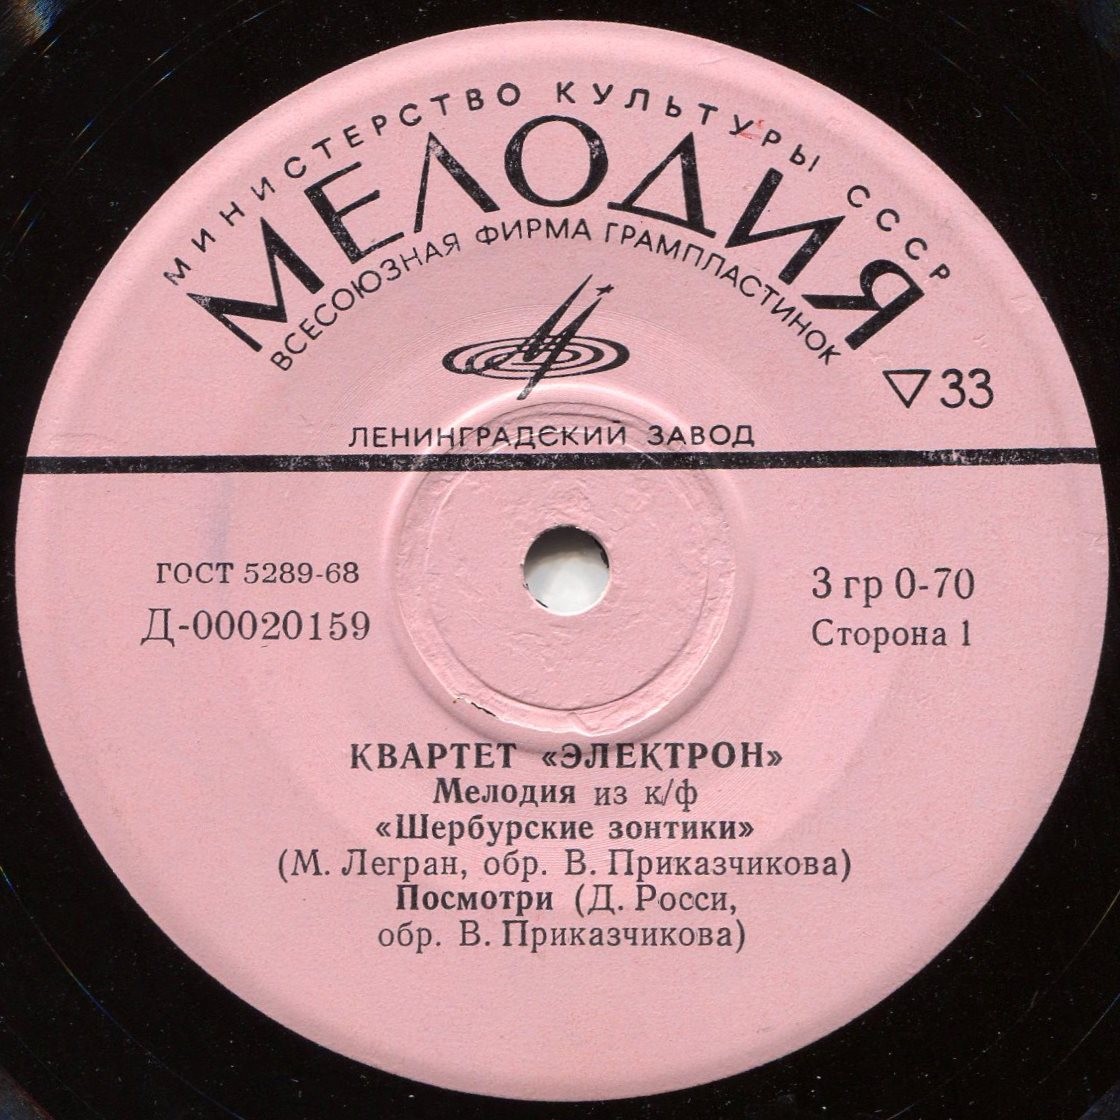 МИНИСТЕРСТВО КУЛЬТУРЫ СССР
МЕЛОДИЯ
ВСЕСОЮЗНАЯ ФИРМА ГРАМПЛАСТИНОК
▽33
ЛЕНИНГРАДСКИЙ ЗАВОД
ГОСТ 5289-68
Д-00020159
3 гр 0-70
Сторона 1
КВАРТЕТ «ЭЛЕКТРОН»
Мелодия из к/ф
«Шербурские зонтики»
(М. Легран, обр. В. Приказчикова)
Посмотри (Д. Росси,
обр. В. Приказчикова)